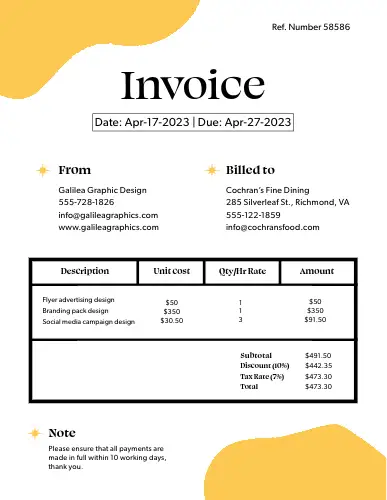 Ref. Number 58586
Invoice
Date: Apr-17-2023 | Due: Apr-27-2023
From
Galilea Graphic Design
555-728-1826
info@galileagraphics.com
www.galileagraphics.com
Billed to
Cochran's Fine Dining
285 Silverleaf St., Richmond, VA
555-122-1859
info@cochransfood.com
Description Unit Cost Qty/Hr Rate Amount
Flyer advertising design $50 1 $50
Branding pack design $350 1 $350
Social media campaign design $30.50 3 $91.50
Subtotal $491.50
Discount (10%) $442.35
Tax Rate (7%) $473.30
Total $473.30
Note
Please ensure that all payments are
made in full within 10 working days,
thank you.